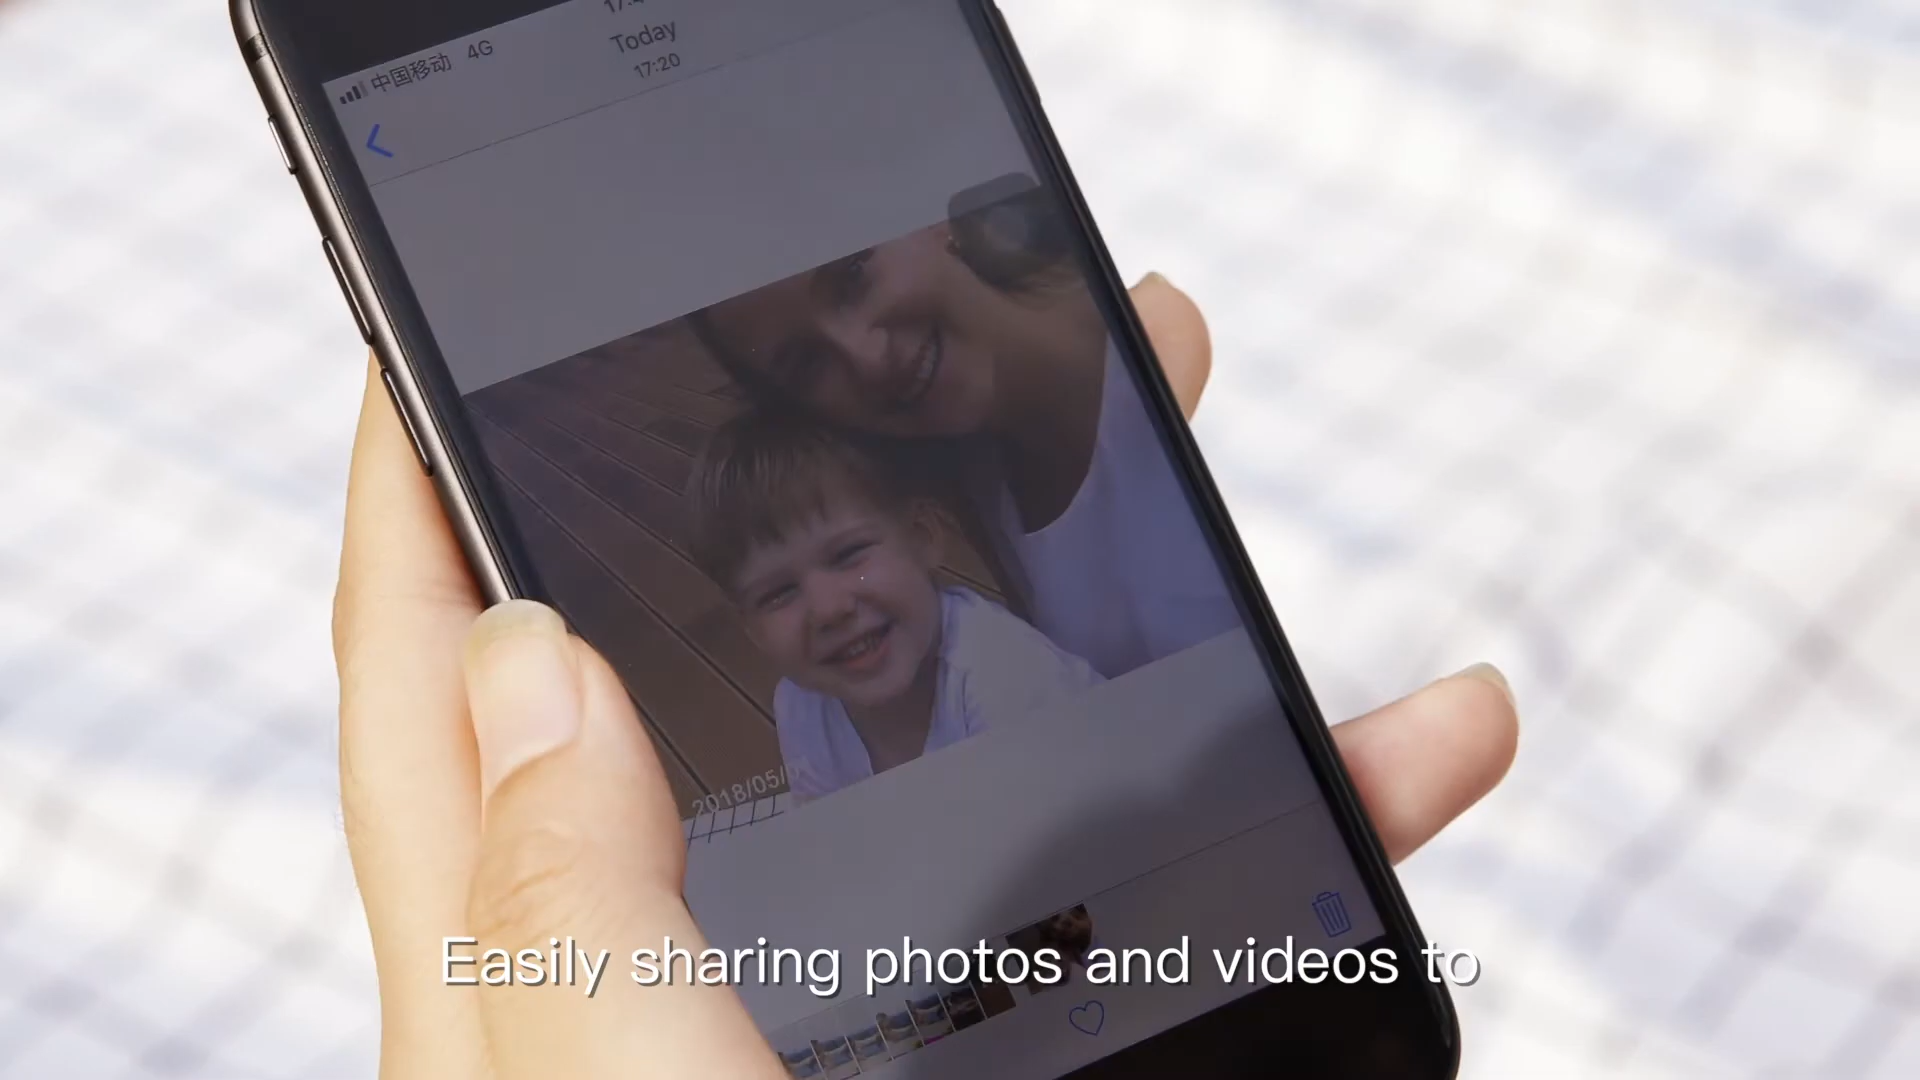 中国移动 4G
Today
17:20
2018/05/
Easily sharing photos and videos to